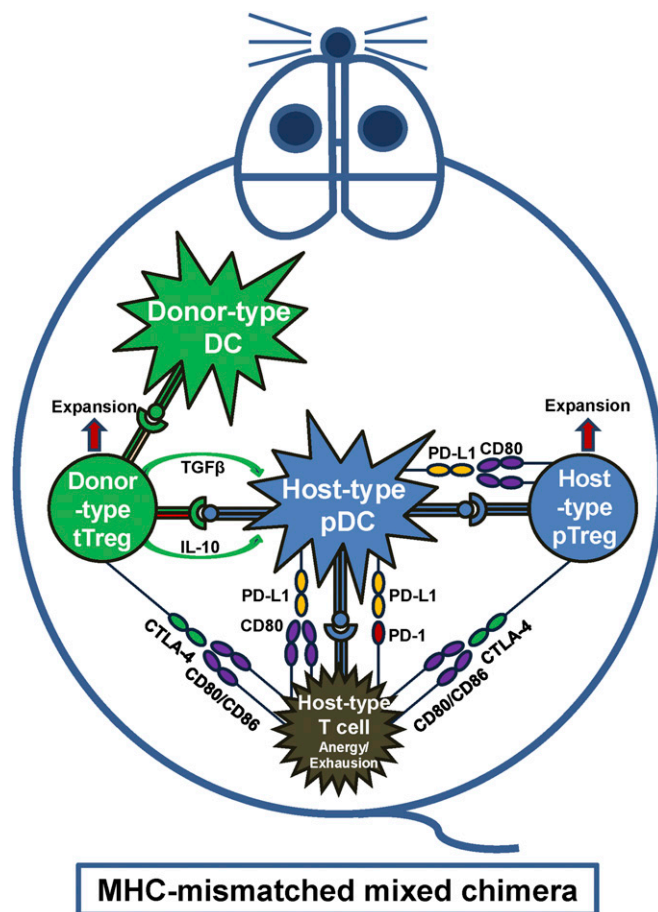 Donor-type
DC
Expansion
Expansion
TGFβ
PD-L1
CD80
Donor
-type
tTreg
Host-type
pDC
Host
-type
pTreg
IL-10
PD-L1
PD-L1
CD80
PD-1
CTLA-4
CTLA-4
CD80/CD86
CD80/CD86
Host-type
T cell
Anergy/
Exhausion
MHC-mismatched mixed chimera